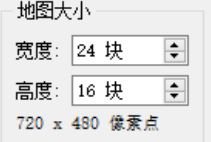 地图大小
宽度: 24 块
高度: 16 块
720 x 480 像素点